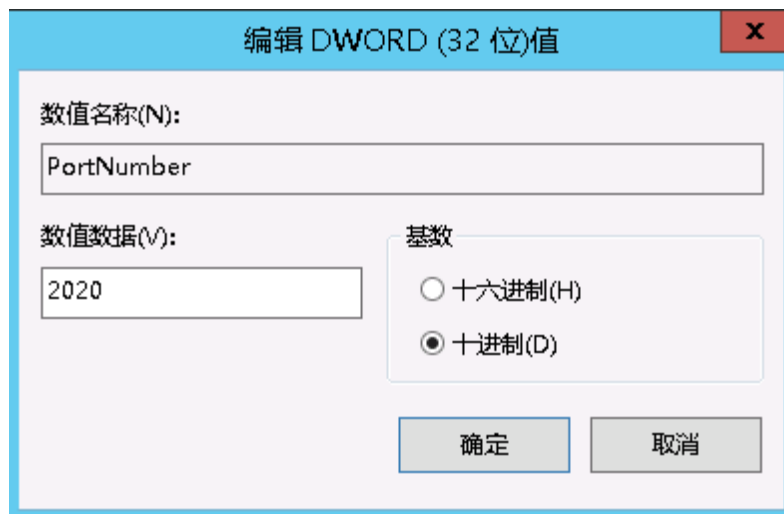 编辑 DWORD (32 位)值
x
数值名称(N):
PortNumber
数值数据(V):
基数
2020
十六进制(H)
十进制(D)
确定
取消